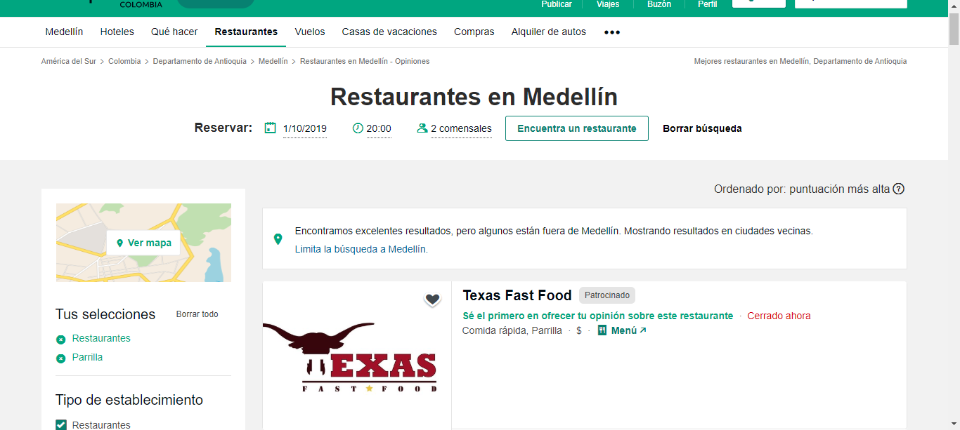 COLOMBIA
Publicar Viajes Buzón Perfil
Medellín Hoteles Qué hacer Restaurantes Vuelos Casas de vacaciones Compras Alquiler de autos •••
América del Sur > Colombia > Departamento de Antioquia > Medellín > Restaurantes en Medellín - Opiniones
Mejores restaurantes en Medellín, Departamento de Antioquia
Restaurantes en Medellín
Reservar: 1/10/2019 20:00 2 comensales Encuentra un restaurante Borrar búsqueda
Ordenado por: puntuación más alta ?
Ver mapa
Tus selecciones Borrar todo
Restaurantes
Parrilla
Tipo de establecimiento
Restaurantes
Encontramos excelentes resultados, pero algunos están fuera de Medellín. Mostrando resultados en ciudades vecinas.
Limita la búsqueda a Medellín.
TEXAS
FAST FOOD
Texas Fast Food Patrocinado
Sé el primero en ofrecer tu opinión sobre este restaurante · Cerrado ahora
Comida rápida, Parrilla · $ · Menú